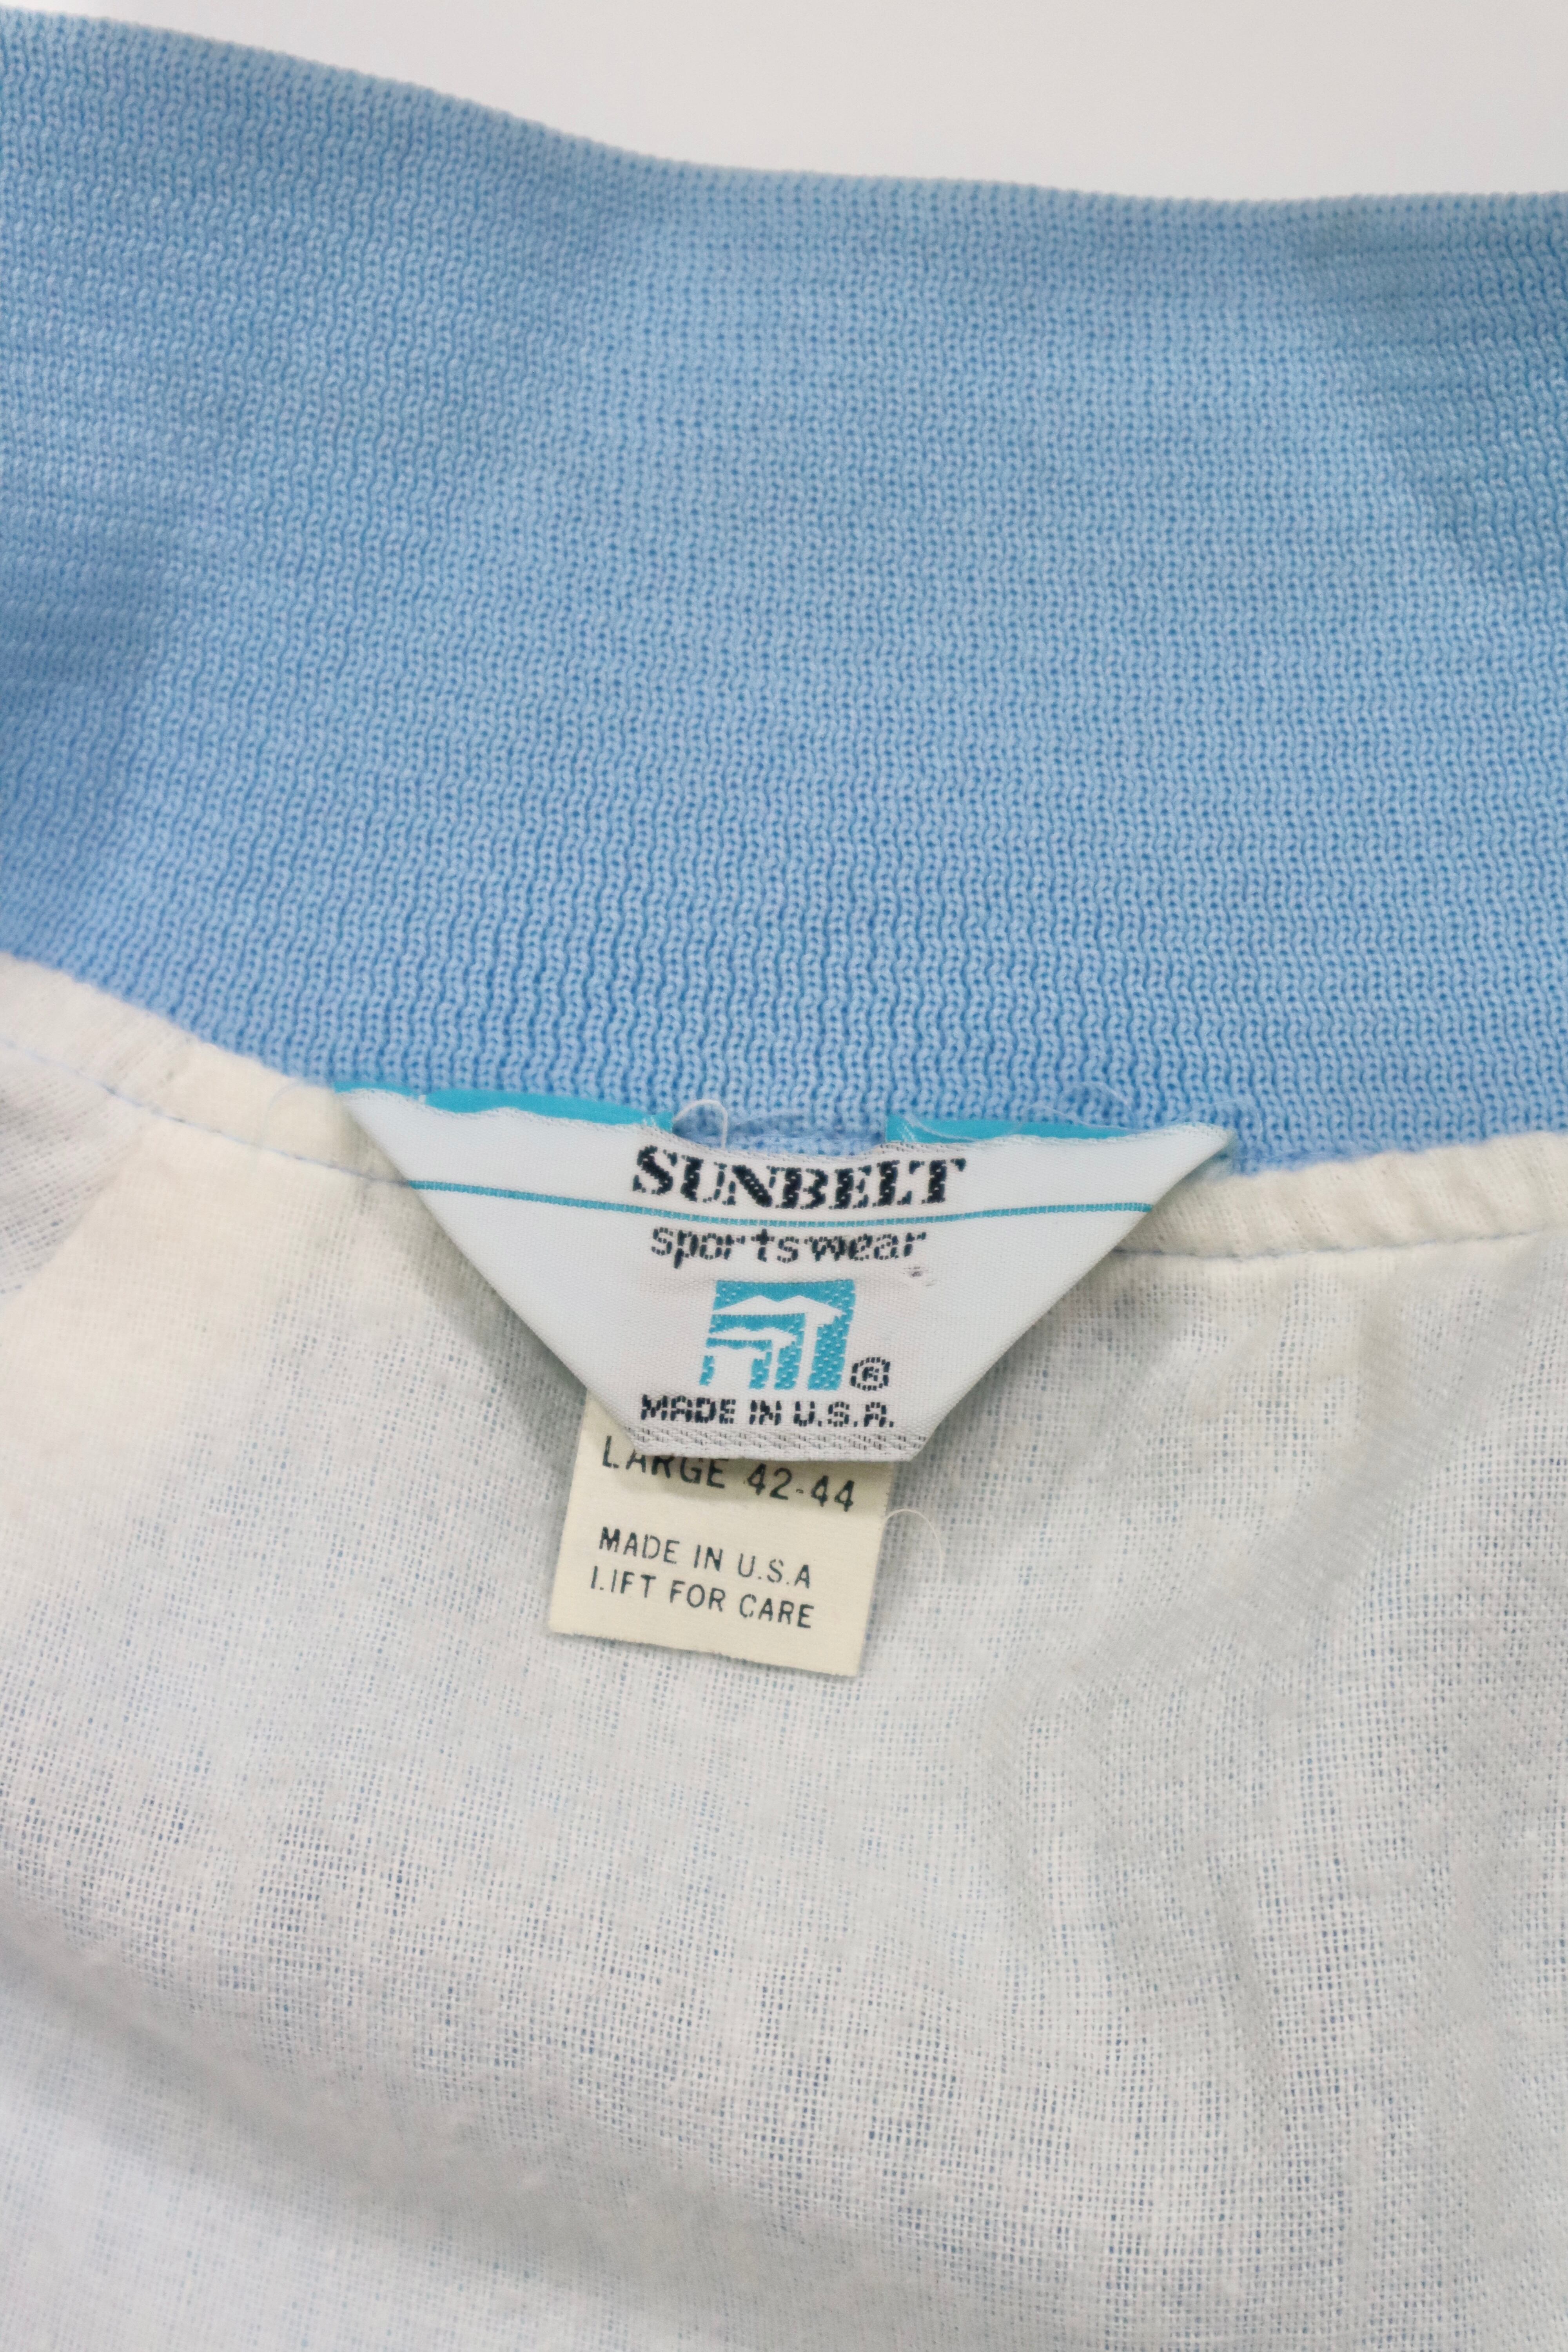 SUNBELT
sportswear
®
MADE IN U.S.A.
LARGE 42-44
MADE IN U.S.A
LIFT FOR CARE